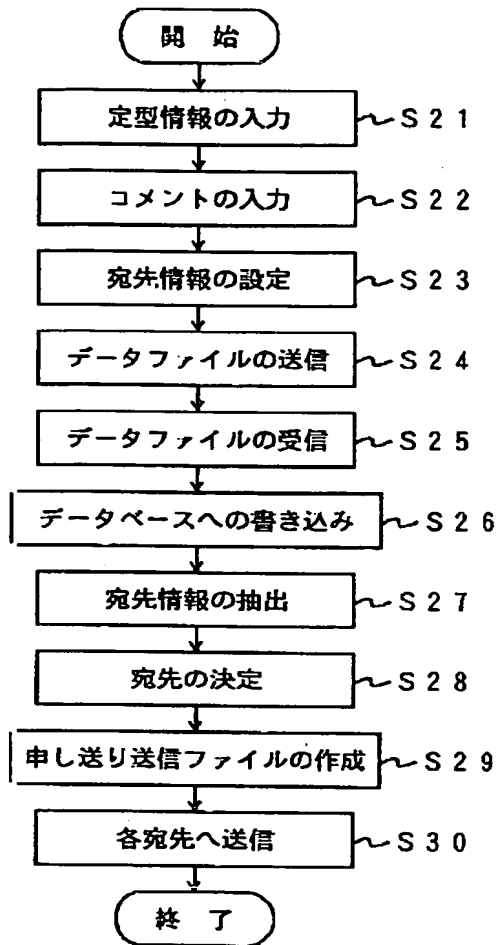 開 始
定型情報の入力 S21
コメントの入力 S22
宛先情報の設定 S23
データファイルの送信 S24
データファイルの受信 S25
データベースへの書き込み S26
宛先情報の抽出 S27
宛先の決定 S28
申し送り送信ファイルの作成 S29
各宛先へ送信 S30
終 了